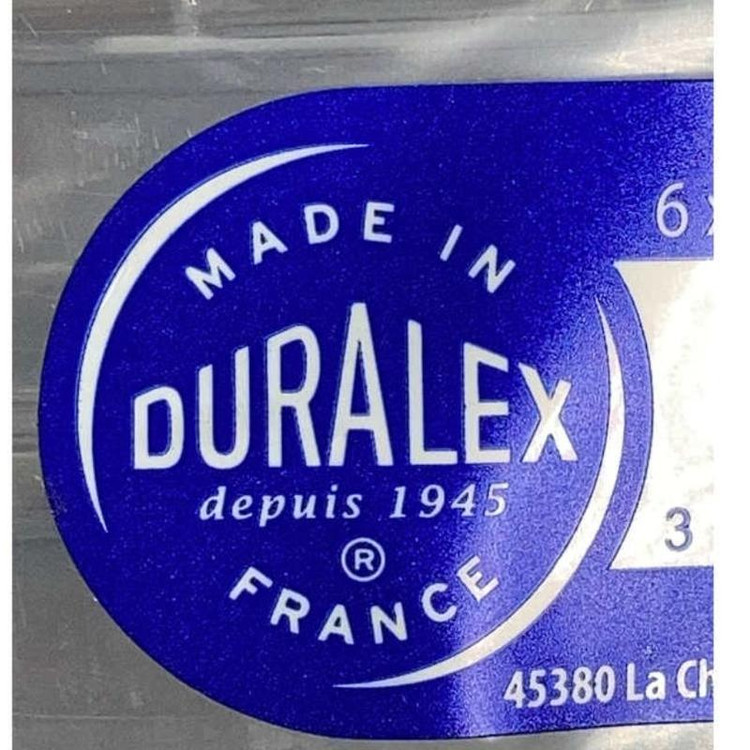 MADE IN
DURALEX
depuis 1945
®
FRANCE
6
3
45380 La